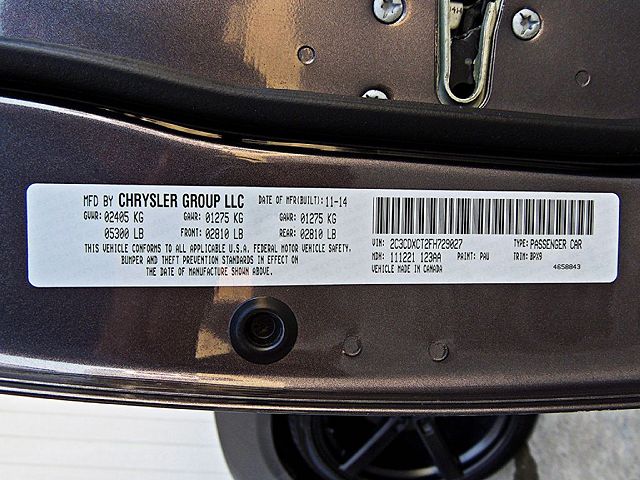 MFD BY CHRYSLER GROUP LLC DATE OF MFR(BUILT): 11-14
GVWR: 02405 KG GAWR: 01275 KG GAWR: 01275 KG
05300 LB FRONT: 02810 LB REAR: 02810 LB
THIS VEHICLE CONFORMS TO ALL APPLICABLE U.S.A. FEDERAL MOTOR VEHICLE SAFETY,
BUMPER AND THEFT PREVENTION STANDARDS IN EFFECT ON
THE DATE OF MANUFACTURE SHOWN ABOVE.
VIN: 2C3CDXCT2FH729027 TYPE: PASSENGER CAR
MDH: 111221 123AA PAINT: PAU TRIM: BPX9
VEHICLE MADE IN CANADA 4658843